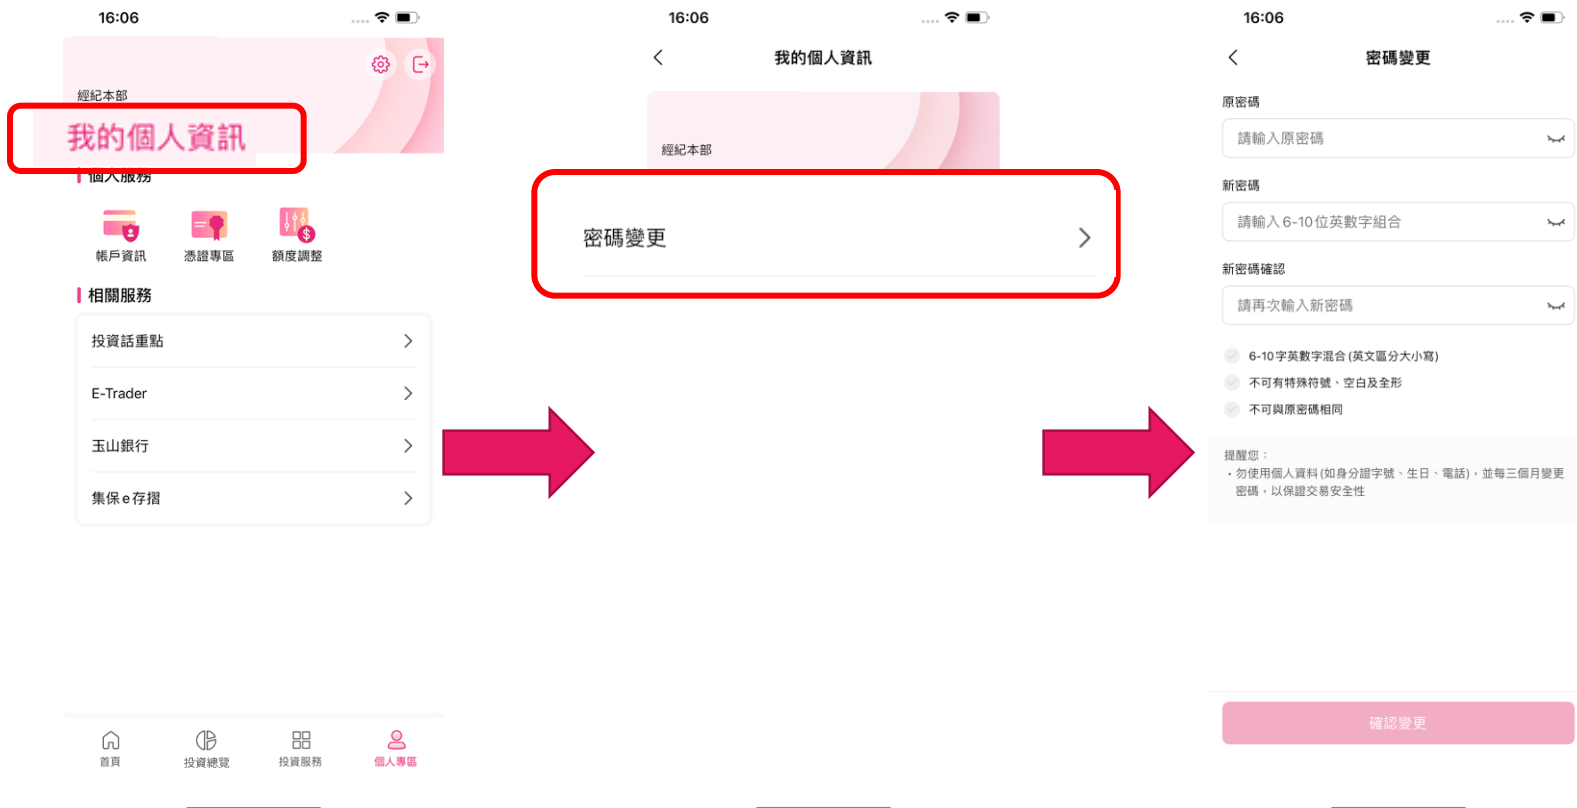 16:06
經紀本部
我的個人資訊
個人服務
帳戶資訊
憑證專區
額度調整
相關服務
投資話重點
E-Trader
玉山銀行
集保e存摺
首頁
投資總覽
投資服務
個人專區
16:06
我的個人資訊
經紀本部
密碼變更
16:06
密碼變更
原密碼
請輸入原密碼
新密碼
請輸入6-10位英數字組合
新密碼確認
請再次輸入新密碼
6-10字英數字混合(英文區分大小寫)
不可有特殊符號、空白及全形
不可與原密碼相同
提醒您：
・勿使用個人資料(如身分證字號、生日、電話)，並每三個月變更
密碼，以保證交易安全性
確認變更